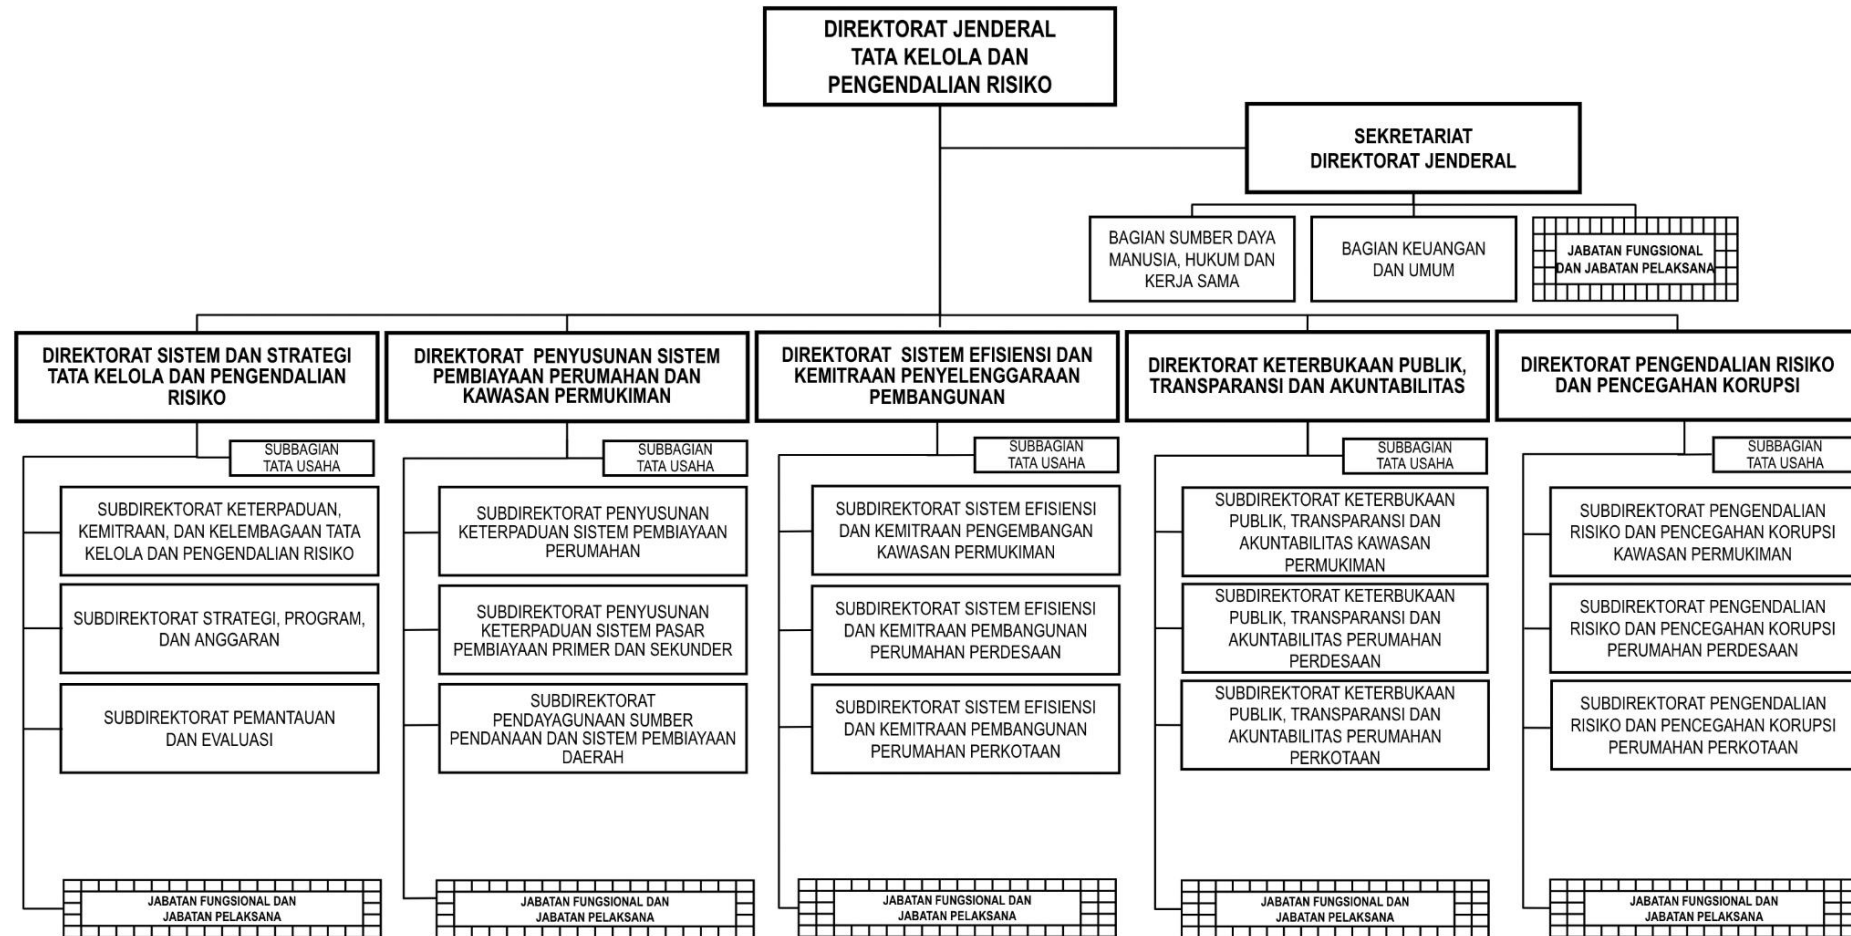 DIREKTORAT JENDERAL
TATA KELOLA DAN
PENGENDALIAN RISIKO
SEKRETARIAT
DIREKTORAT JENDERAL
BAGIAN SUMBER DAYA
MANUSIA, HUKUM DAN
KERJA SAMA
BAGIAN KEUANGAN
DAN UMUM
JABATAN FUNGSIONAL
DAN JABATAN PELAKSANA
DIREKTORAT SISTEM DAN STRATEGI
TATA KELOLA DAN PENGENDALIAN
RISIKO
SUBBAGIAN
TATA USAHA
SUBDIREKTORAT KETERPADUAN,
KEMITRAAN, DAN KELEMBAGAAN TATA
KELOLA DAN PENGENDALIAN RISIKO
SUBDIREKTORAT STRATEGI, PROGRAM,
DAN ANGGARAN
SUBDIREKTORAT PEMANTAUAN
DAN EVALUASI
JABATAN FUNGSIONAL DAN
JABATAN PELAKSANA
DIREKTORAT PENYUSUNAN SISTEM
PEMBIAYAAN PERUMAHAN DAN
KAWASAN PERMUKIMAN
SUBBAGIAN
TATA USAHA
SUBDIREKTORAT PENYUSUNAN
KETERPADUAN SISTEM PEMBIAYAAN
PERUMAHAN
SUBDIREKTORAT PENYUSUNAN
KETERPADUAN SISTEM PASAR
PEMBIAYAAN PRIMER DAN SEKUNDER
SUBDIREKTORAT
PENDAYAGUNAAN SUMBER
PENDANAAN DAN SISTEM PEMBIAYAAN
DAERAH
JABATAN FUNGSIONAL DAN
JABATAN PELAKSANA
DIREKTORAT SISTEM EFISIENSI DAN
KEMITRAAN PENYELENGGARAAN
PEMBANGUNAN
SUBBAGIAN
TATA USAHA
SUBDIREKTORAT SISTEM EFISIENSI
DAN KEMITRAAN PENGEMBANGAN
KAWASAN PERMUKIMAN
SUBDIREKTORAT SISTEM EFISIENSI
DAN KEMITRAAN PEMBANGUNAN
PERUMAHAN PERDESAAN
SUBDIREKTORAT SISTEM EFISIENSI
DAN KEMITRAAN PEMBANGUNAN
PERUMAHAN PERKOTAAN
JABATAN FUNGSIONAL DAN
JABATAN PELAKSANA
DIREKTORAT KETERBUKAAN PUBLIK,
TRANSPARANSI DAN AKUNTABILITAS
SUBBAGIAN
TATA USAHA
SUBDIREKTORAT KETERBUKAAN
PUBLIK, TRANSPARANSI DAN
AKUNTABILITAS KAWASAN
PERMUKIMAN
SUBDIREKTORAT KETERBUKAAN
PUBLIK, TRANSPARANSI DAN
AKUNTABILITAS PERUMAHAN
PERDESAAN
SUBDIREKTORAT KETERBUKAAN
PUBLIK, TRANSPARANSI DAN
AKUNTABILITAS PERUMAHAN
PERKOTAAN
JABATAN FUNGSIONAL DAN
JABATAN PELAKSANA
DIREKTORAT PENGENDALIAN RISIKO
DAN PENCEGAHAN KORUPSI
SUBBAGIAN
TATA USAHA
SUBDIREKTORAT PENGENDALIAN
RISIKO DAN PENCEGAHAN KORUPSI
KAWASAN PERMUKIMAN
SUBDIREKTORAT PENGENDALIAN
RISIKO DAN PENCEGAHAN KORUPSI
PERUMAHAN PERDESAAN
SUBDIREKTORAT PENGENDALIAN
RISIKO DAN PENCEGAHAN KORUPSI
PERUMAHAN PERKOTAAN
JABATAN FUNGSIONAL DAN
JABATAN PELAKSANA